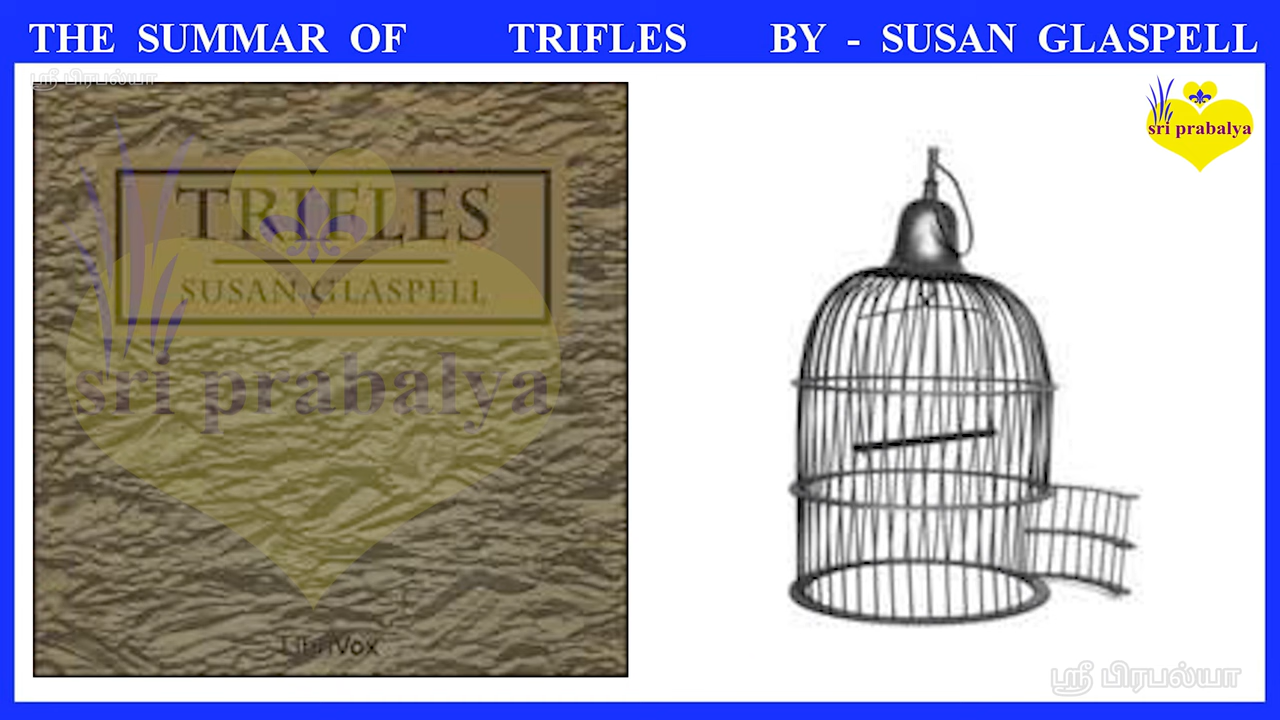 THE SUMMAR OF TRIFLES BY - SUSAN GLASPELL
ஸ்ரீ பிரபல்யா
sri prabalya
TRIFLES
SUSAN GLASPELL
sri prabalya
LibriVox
ஸ்ரீ பிரபல்யா